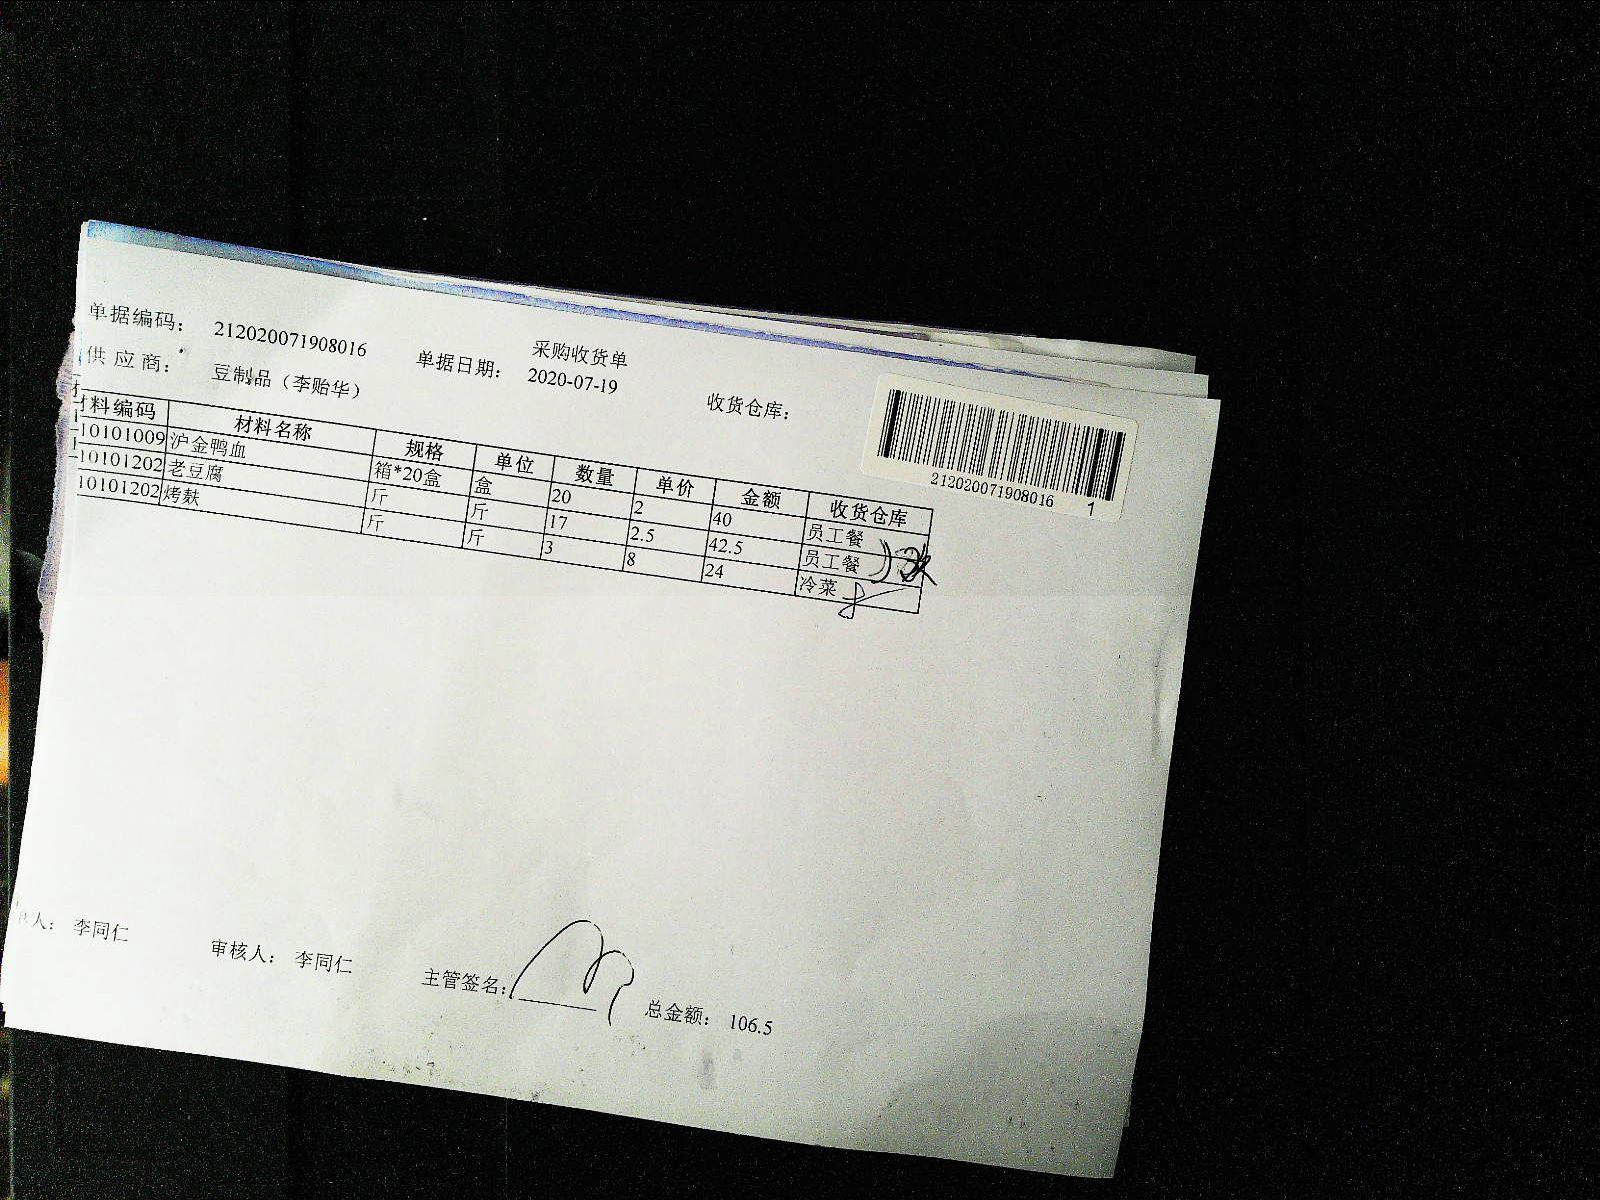 采购收货单
单据编码： 212020071908016 单据日期： 2020-07-19 收货仓库：
供应商： 豆制品（李贻华）
212020071908016 1
材料编码 材料名称 规格 单位 数量 单价 金额 收货仓库
10101009 沪金鸭血 箱*20盒 盒 20 2 40 员工餐
10101202 老豆腐 斤 斤 17 2.5 42.5 员工餐
10101202 烤麸 斤 斤 3 8 24 冷菜
人： 李同仁 审核人： 李同仁 主管签名： 总金额： 106.5